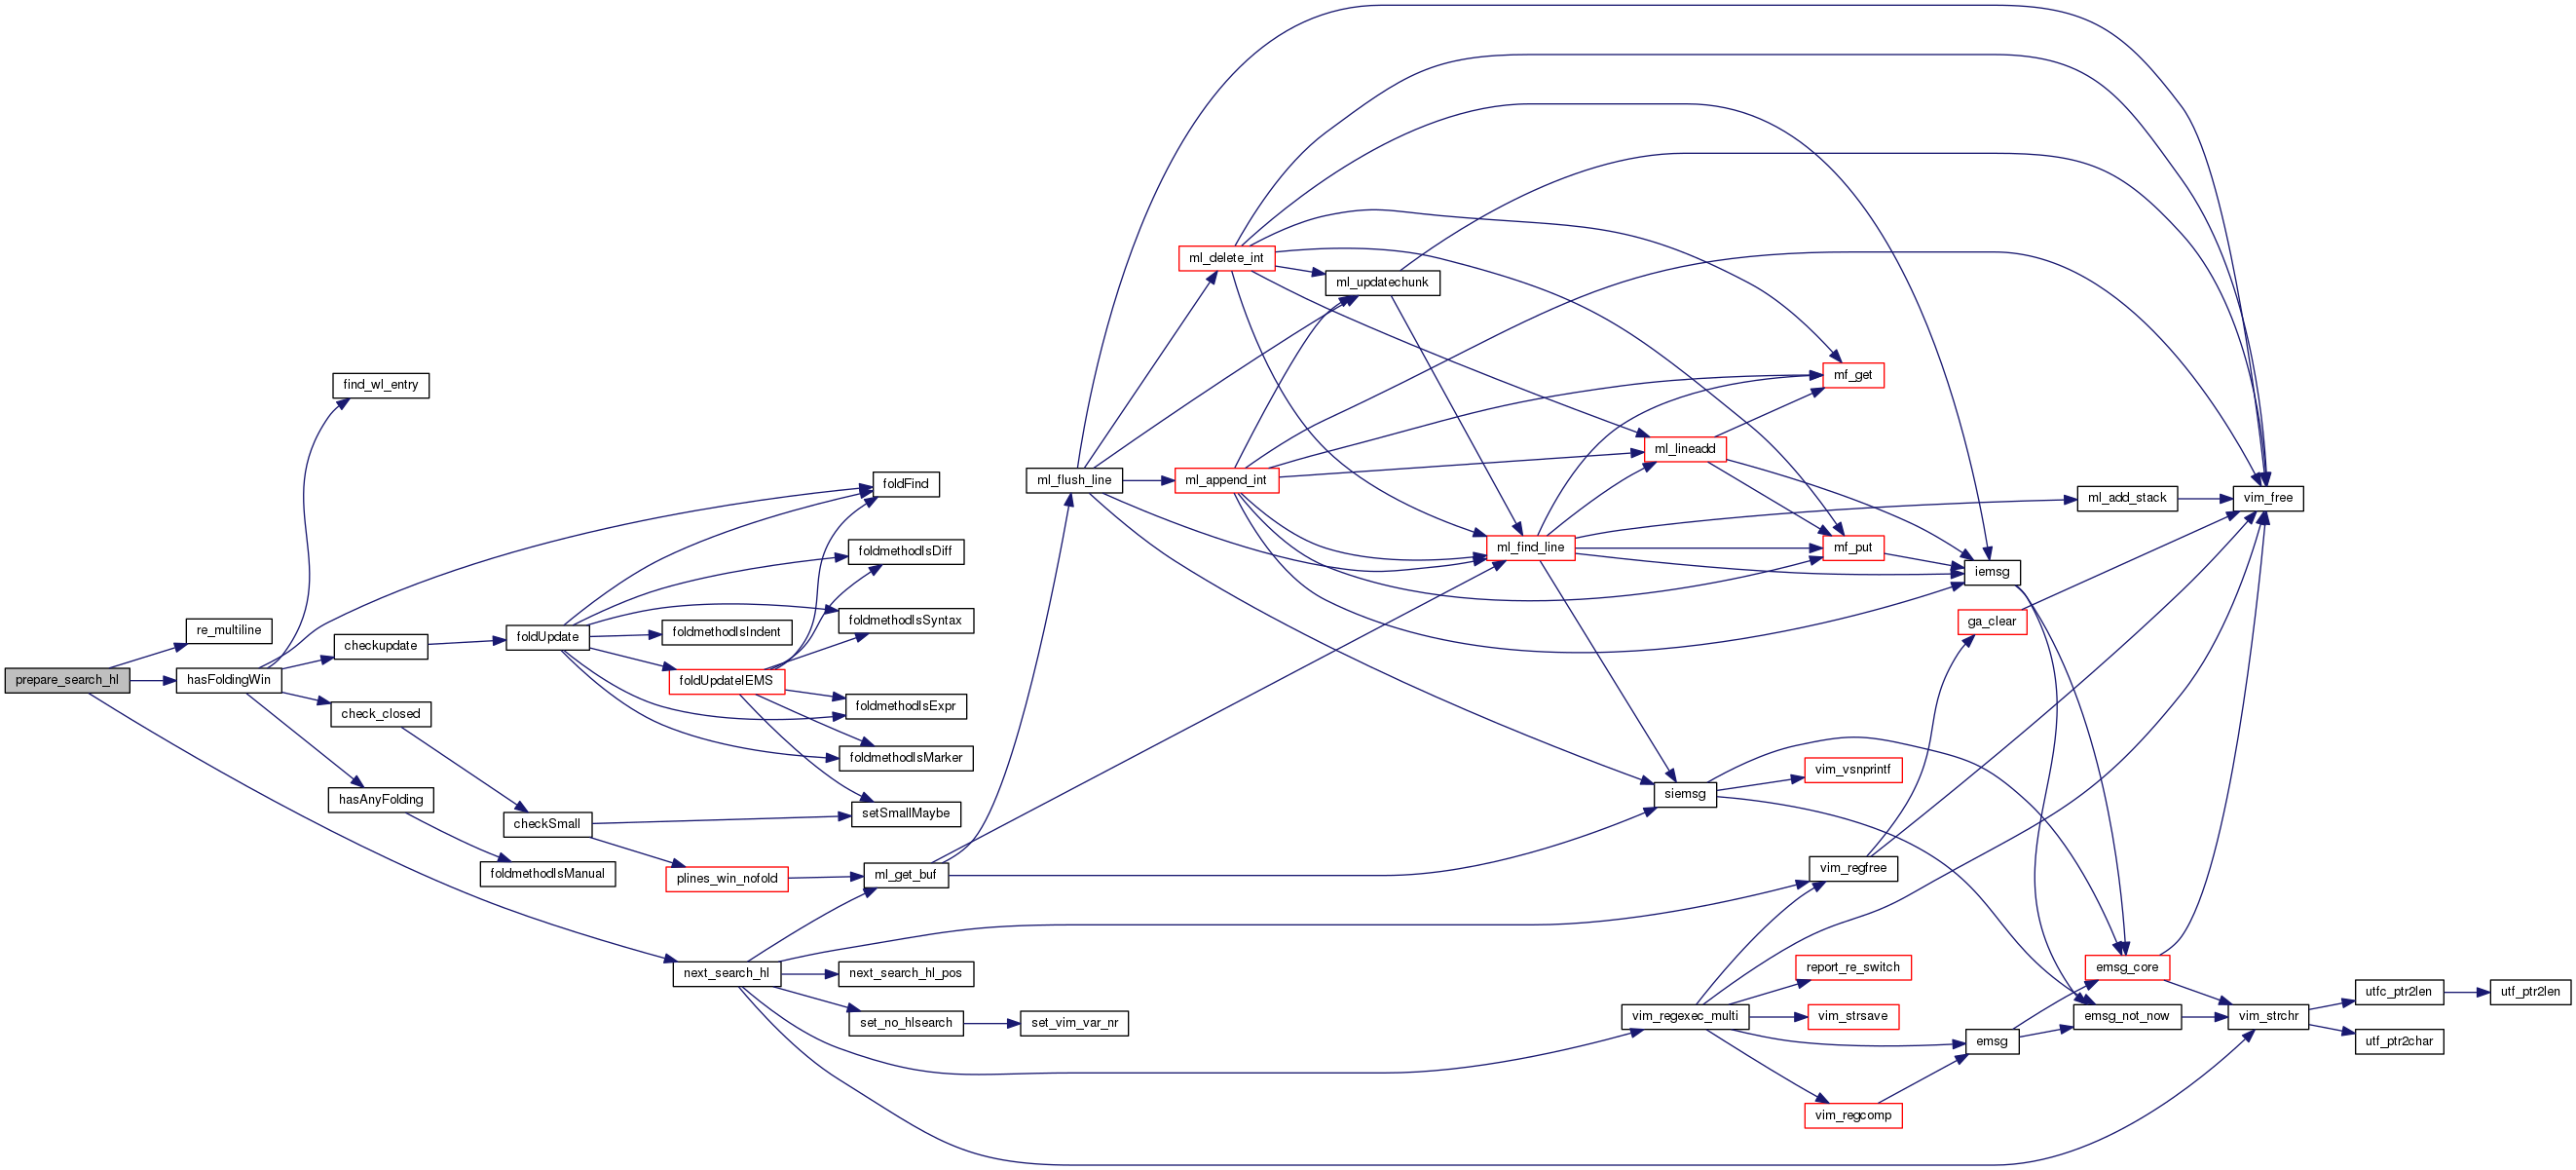 prepare_search_hl
re_multiline
hasFoldingWin
find_wl_entry
checkupdate
check_closed
hasAnyFolding
foldUpdate
checkSmall
foldmethodIsManual
foldmethodIsIndent
foldUpdateIEMS
plines_win_nofold
next_search_hl
foldFind
foldmethodIsDiff
foldmethodIsSyntax
foldmethodIsExpr
foldmethodIsMarker
setSmallMaybe
ml_get_buf
next_search_hl_pos
set_no_hlsearch
set_vim_var_nr
ml_flush_line
ml_delete_int
ml_append_int
ml_updatechunk
ml_find_line
ml_lineadd
siemsg
vim_regexec_multi
mf_get
mf_put
vim_vsnprintf
vim_regfree
report_re_switch
vim_strsave
vim_regcomp
iemsg
ga_clear
emsg
ml_add_stack
emsg_core
emsg_not_now
vim_free
vim_strchr
utfc_ptr2len
utf_ptr2char
utf_ptr2len